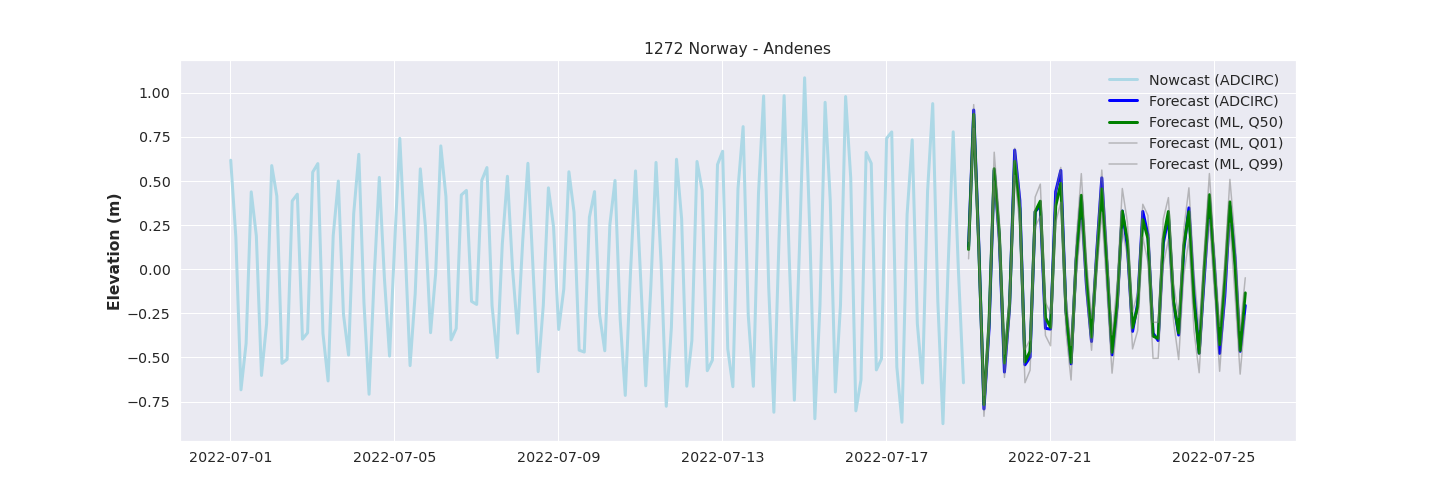 1272 Norway - Andenes
Elevation (m)
1.00
0.75
0.50
0.25
0.00
−0.25
−0.50
−0.75
Nowcast (ADCIRC)
Forecast (ADCIRC)
Forecast (ML, Q50)
Forecast (ML, Q01)
Forecast (ML, Q99)
2022-07-01
2022-07-05
2022-07-09
2022-07-13
2022-07-17
2022-07-21
2022-07-25